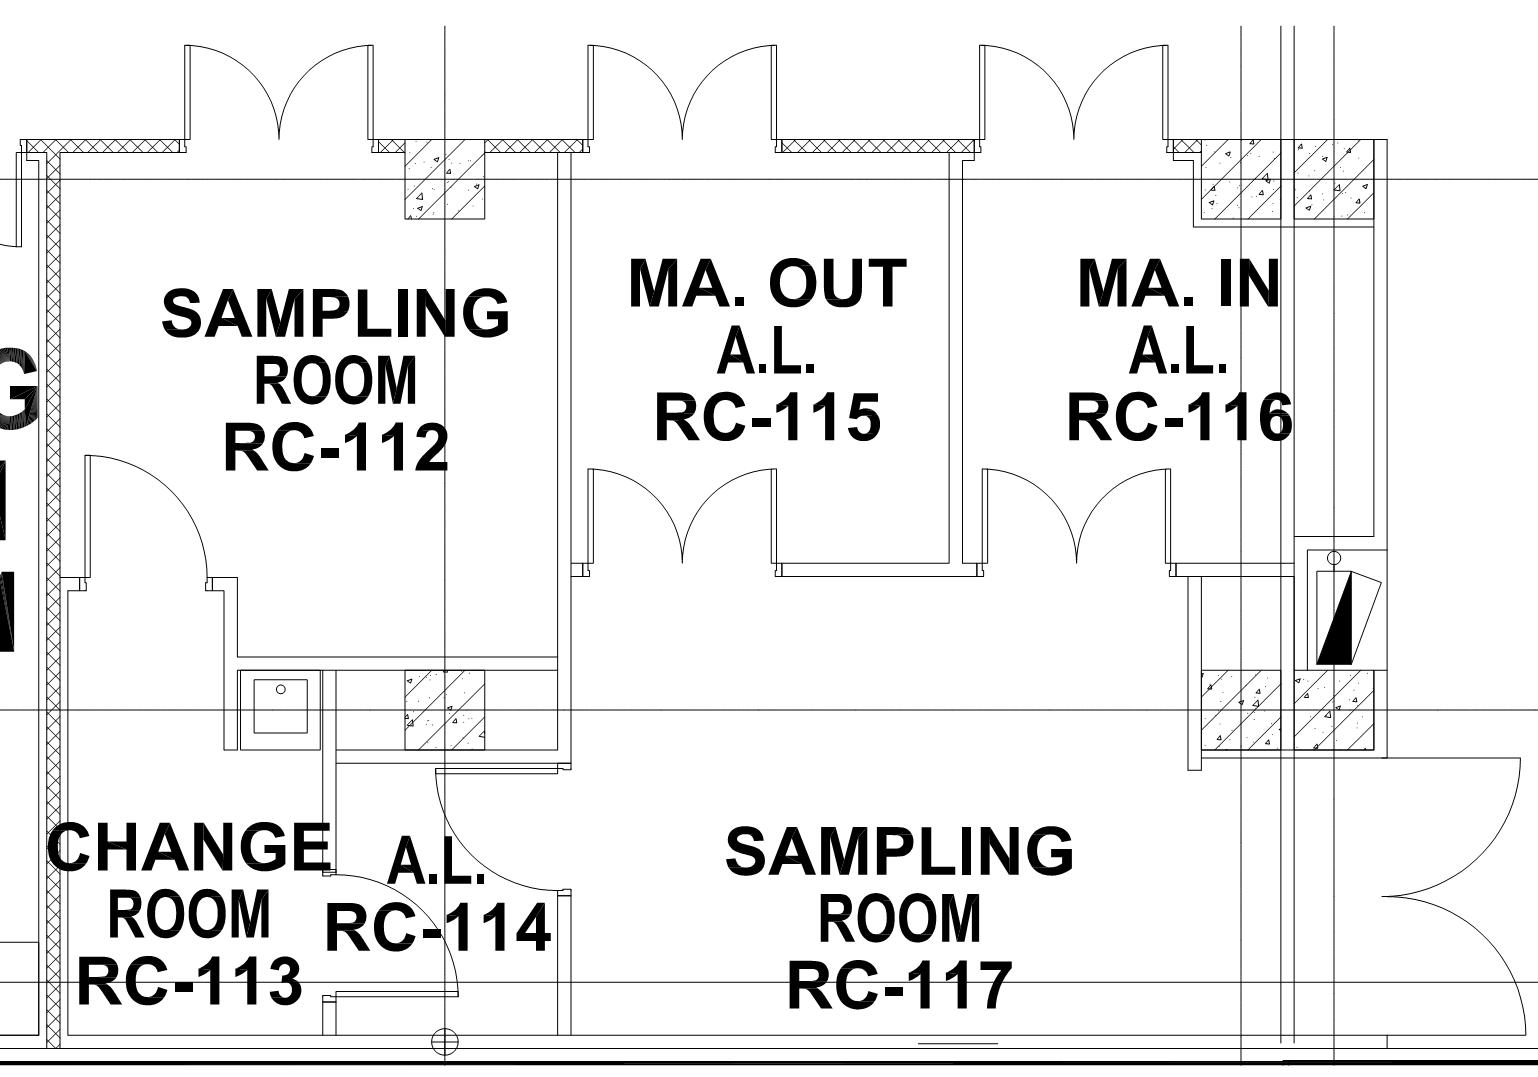 SAMPLING
ROOM
RC-112
MA. OUT
A.L.
RC-115
MA. IN
A.L.
RC-116
CHANGE
ROOM
RC-113
A.L.
RC-114
SAMPLING
ROOM
RC-117